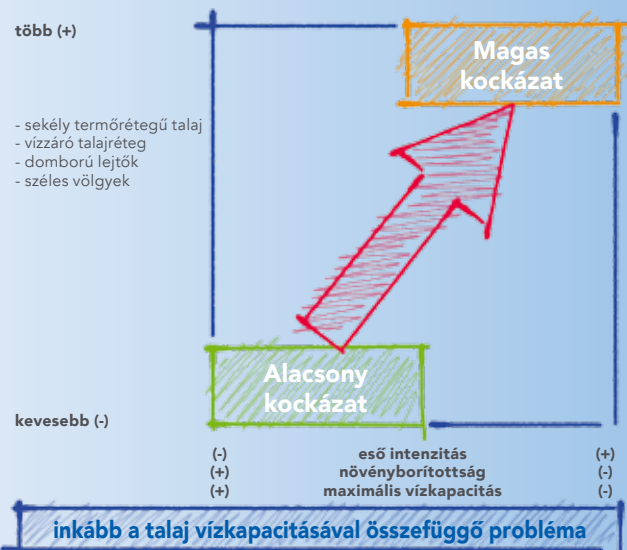 több (+)
Magas
kockázat
- sekély termőrétegű talaj
- vízzáró talajréteg
- domború lejtők
- széles völgyek
Alacsony
kockázat
kevesebb (-)
(-) eső intenzitás (+)
(+) növényborítottság (-)
(+) maximális vízkapacitás (-)
inkább a talaj vízkapacitásával összefüggő probléma